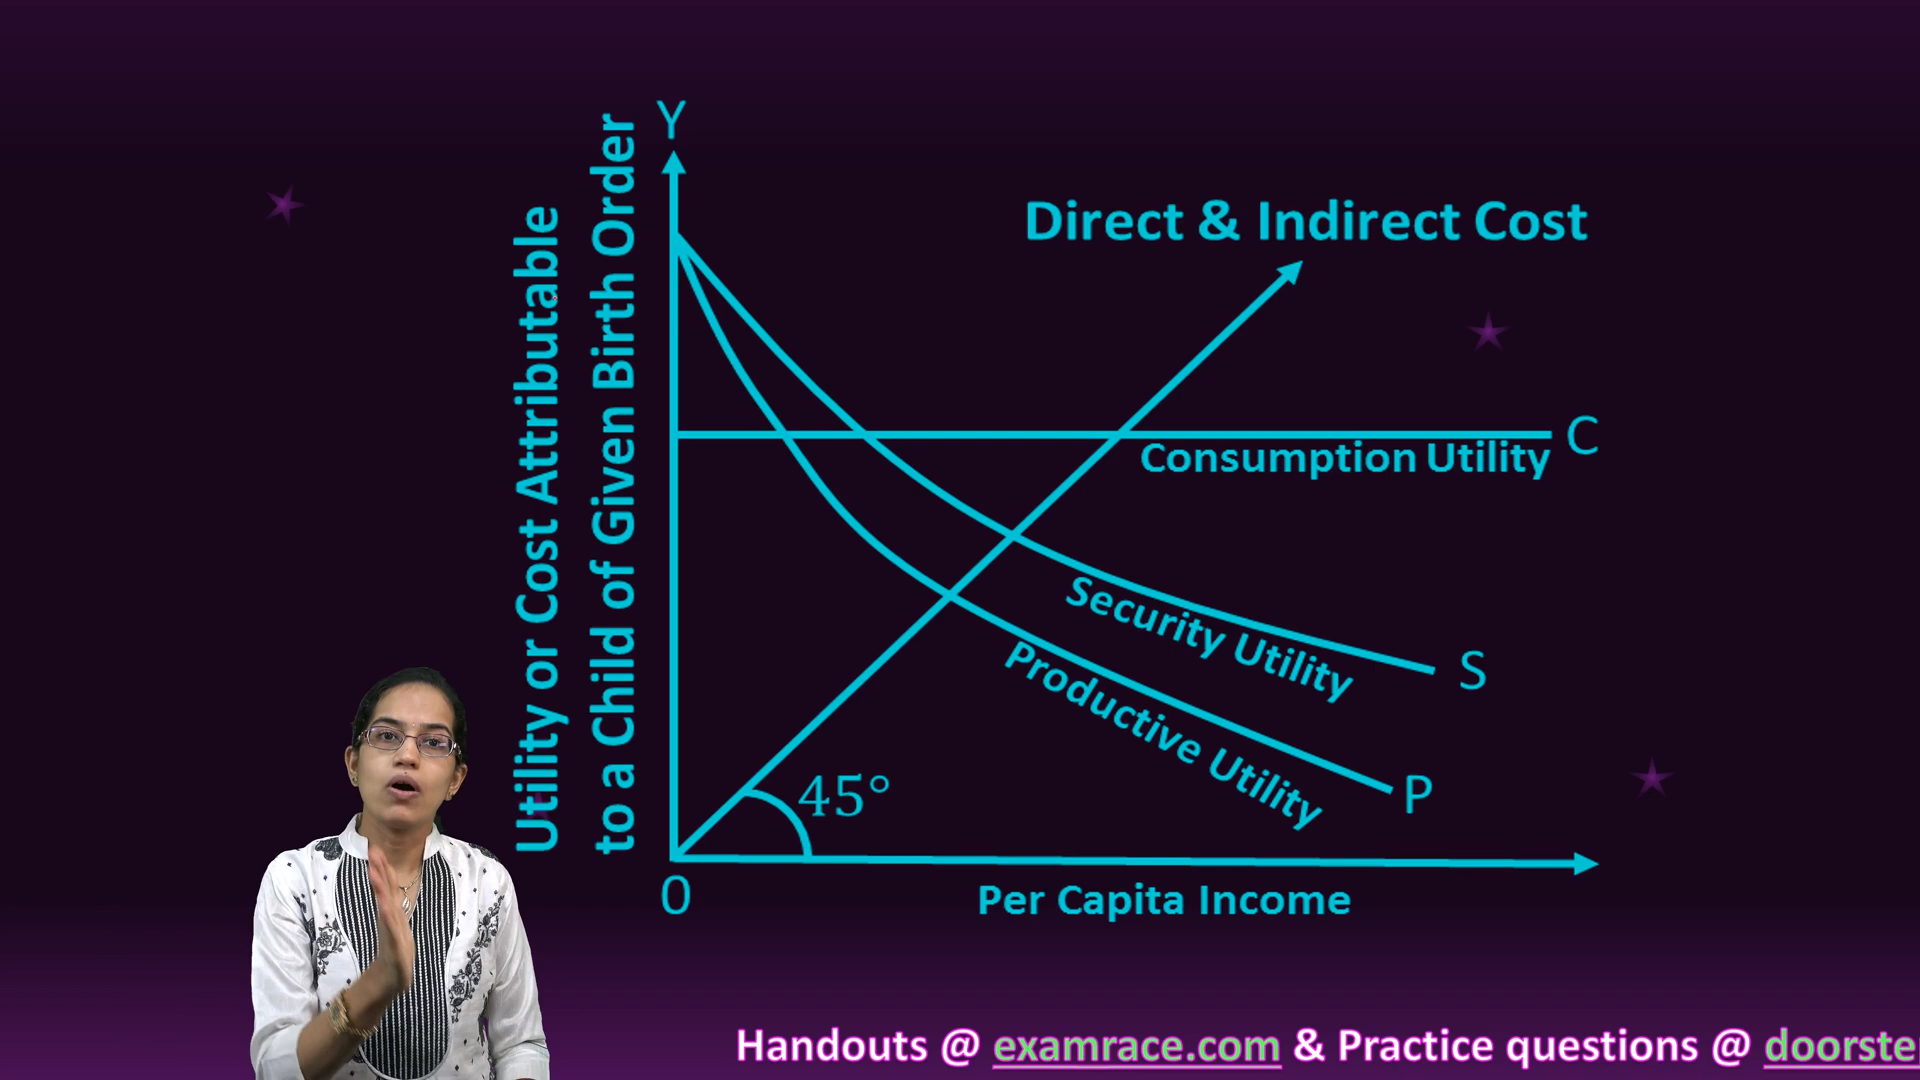 Y
Utility or Cost Attributable
to a Child of Given Birth Order
Direct & Indirect Cost
C
Consumption Utility
Security Utility
S
Productive Utility
P
45°
0
Per Capita Income
Handouts @ examrace.com & Practice questions @